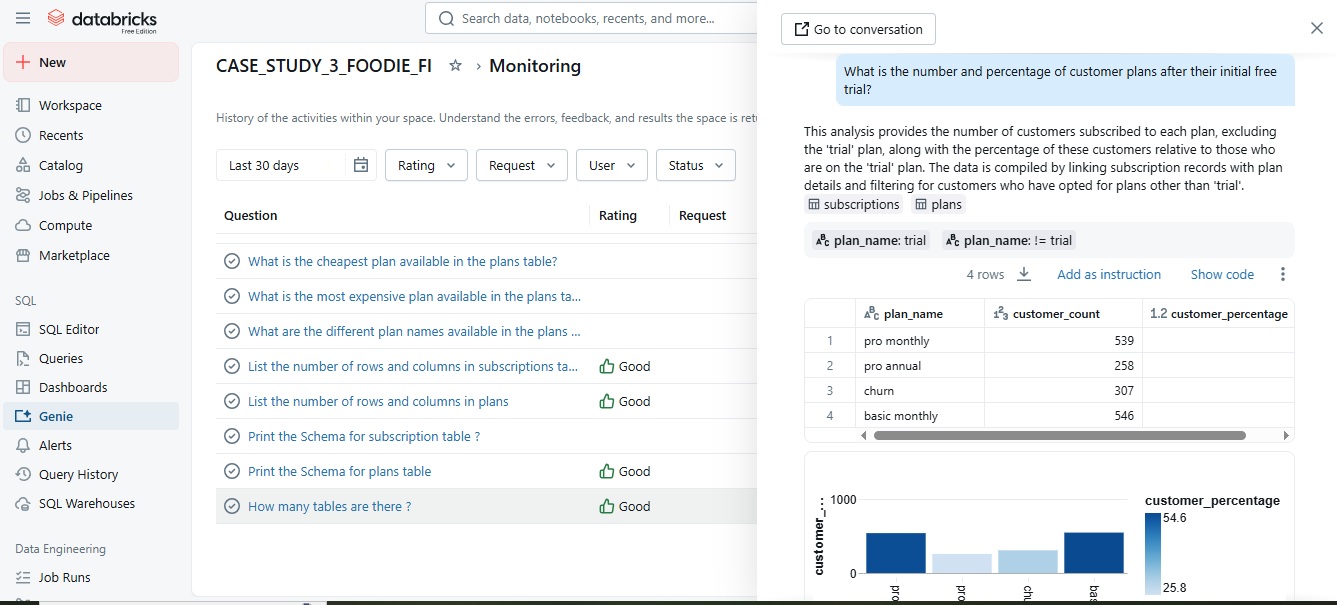 databricks
Free Edition
Search data, notebooks, recents, and more...
New
Workspace
Recents
Catalog
Jobs & Pipelines
Compute
Marketplace
SQL
SQL Editor
Queries
Dashboards
Genie
Alerts
Query History
SQL Warehouses
Data Engineering
Job Runs
CASE_STUDY_3_FOODIE_FI › Monitoring
History of the activities within your space. Understand the errors, feedback, and results the space is
Last 30 days Rating Request User Status
Question Rating Request
What is the cheapest plan available in the plans table?
What is the most expensive plan available in the plans ta...
What are the different plan names available in the plans ...
List the number of rows and columns in subscriptions ta... Good
List the number of rows and columns in plans Good
Print the Schema for subscription table ?
Print the Schema for plans table Good
How many tables are there ? Good
Go to conversation
What is the number and percentage of customer plans after their initial free
trial?
This analysis provides the number of customers subscribed to each plan, excluding
the 'trial' plan, along with the percentage of these customers relative to those who
are on the 'trial' plan. The data is compiled by linking subscription records with plan
details and filtering for customers who have opted for plans other than 'trial'.
subscriptions plans
plan_name: trial plan_name: != trial
4 rows Add as instruction Show code
plan_name customer_count 1.2 customer_percentage
1 pro monthly 539
2 pro annual 258
3 churn 307
4 basic monthly 546
customer_...
1000
0
pro
pro
chu
bas
customer_percentage
54.6
25.8